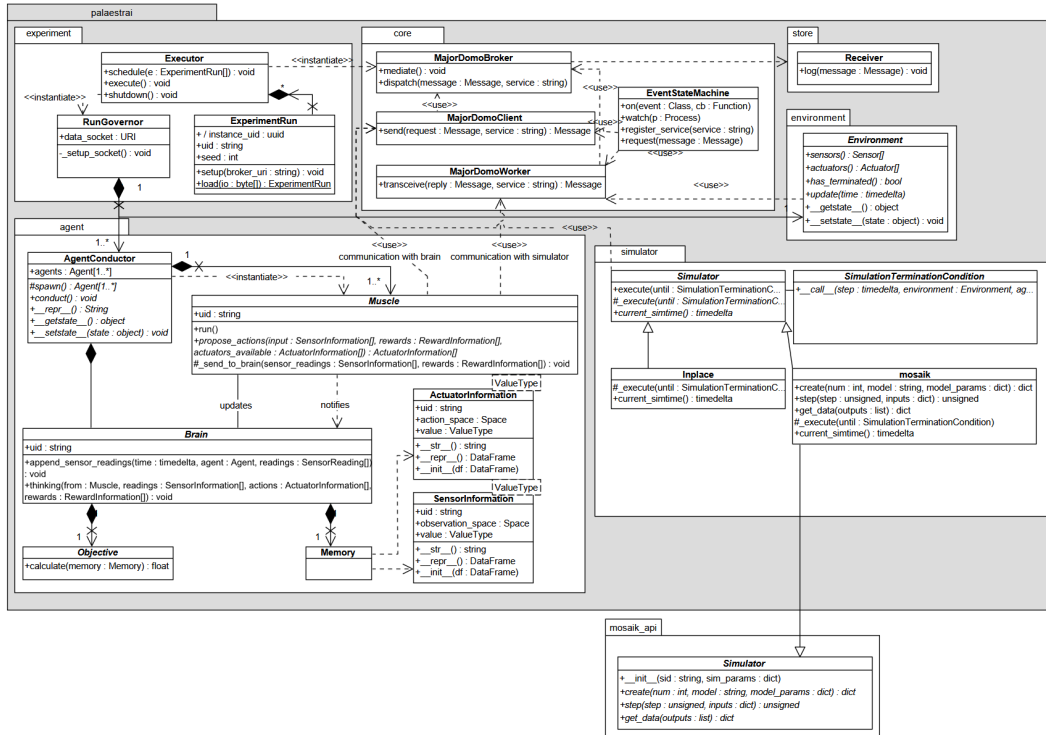 palaestrai
experiment
Executor
+schedule(e : ExperimentRun[]) : void
+execute() : void
+shutdown() : void
<<instantiate>>
<<instantiate>>
*
RunGovernor
+data_socket : URI
-_setup_socket() : void
1
ExperimentRun
+ / instance_uid : uuid
+uid : string
+seed : int
+setup(broker_uri : string) : void
+load(io : byte[]) : ExperimentRun
core
MajorDomoBroker
+mediate() : void
+dispatch(message : Message, service : string)
<<use>>
<<use>>
MajorDomoClient
+send(request : Message, service : string) : Message
<<use>>
EventStateMachine
+on(event : Class, cb : Function)
+watch(p : Process)
+register_service(service : string)
+request(message : Message)
<<use>>
MajorDomoWorker
+transceive(reply : Message, service : string) : Message
<<use>>
store
Receiver
+log(message : Message) : void
environment
Environment
+sensors() : Sensor[]
+actuators() : Actuator[]
+has_terminated() : bool
+update(time : timedelta)
+__getstate__() : object
+__setstate__(state : object) : void
1
agent
1..*
AgentConductor
+agents : Agent[1..*]
#spawn() : Agent[1..*]
+conduct() : void
+__repr__() : String
+__getstate__() : object
+__setstate__(state : object) : void
1
<<instantiate>>
1..*
<<use>>
communication with brain
<<use>>
communication with simulator
<<use>>
Muscle
+uid : string
+run()
+propose_actions(input : SensorInformation[], rewards : RewardInformation[],
actuators_available : ActuatorInformation[]) : ActuatorInformation[]
#_send_to_brain(sensor_readings : SensorInformation[], rewards : RewardInformation[]) : void
updates
notifies
Brain
+uid : string
+append_sensor_readings(time : timedelta, agent : Agent, readings : SensorReading[])
: void
+thinking(from : Muscle, readings : SensorInformation[], actions : ActuatorInformation[],
rewards : RewardInformation[]) : void
1
1
Objective
+calculate(memory : Memory) : float
Memory
ValueType
ActuatorInformation
+uid : string
+action_space : Space
+value : ValueType
+__str__() : string
+__repr__() : DataFrame
+__init__(df : DataFrame)
ValueType
SensorInformation
+uid : string
+observation_space : Space
+value : ValueType
+__str__() : string
+__repr__() : DataFrame
+__init__(df : DataFrame)
simulator
Simulator
+execute(until : SimulationTerminationC...
#_execute(until : SimulationTerminationC...
+current_simtime() : timedelta
SimulationTerminationCondition
+__call__(step : timedelta, environment : Environment, ag...
Inplace
#_execute(until : SimulationTerminationC...
+current_simtime() : timedelta
mosaik
+create(num : int, model : string, model_params : dict) : dict
+step(step : unsigned, inputs : dict) : unsigned
+get_data(outputs : list) : dict
#_execute(until : SimulationTerminationCondition)
+current_simtime() : timedelta
mosaik_api
Simulator
+__init__(sid : string, sim_params : dict)
+create(num : int, model : string, model_params : dict) : dict
+step(step : unsigned, inputs : dict) : unsigned
+get_data(outputs : list) : dict